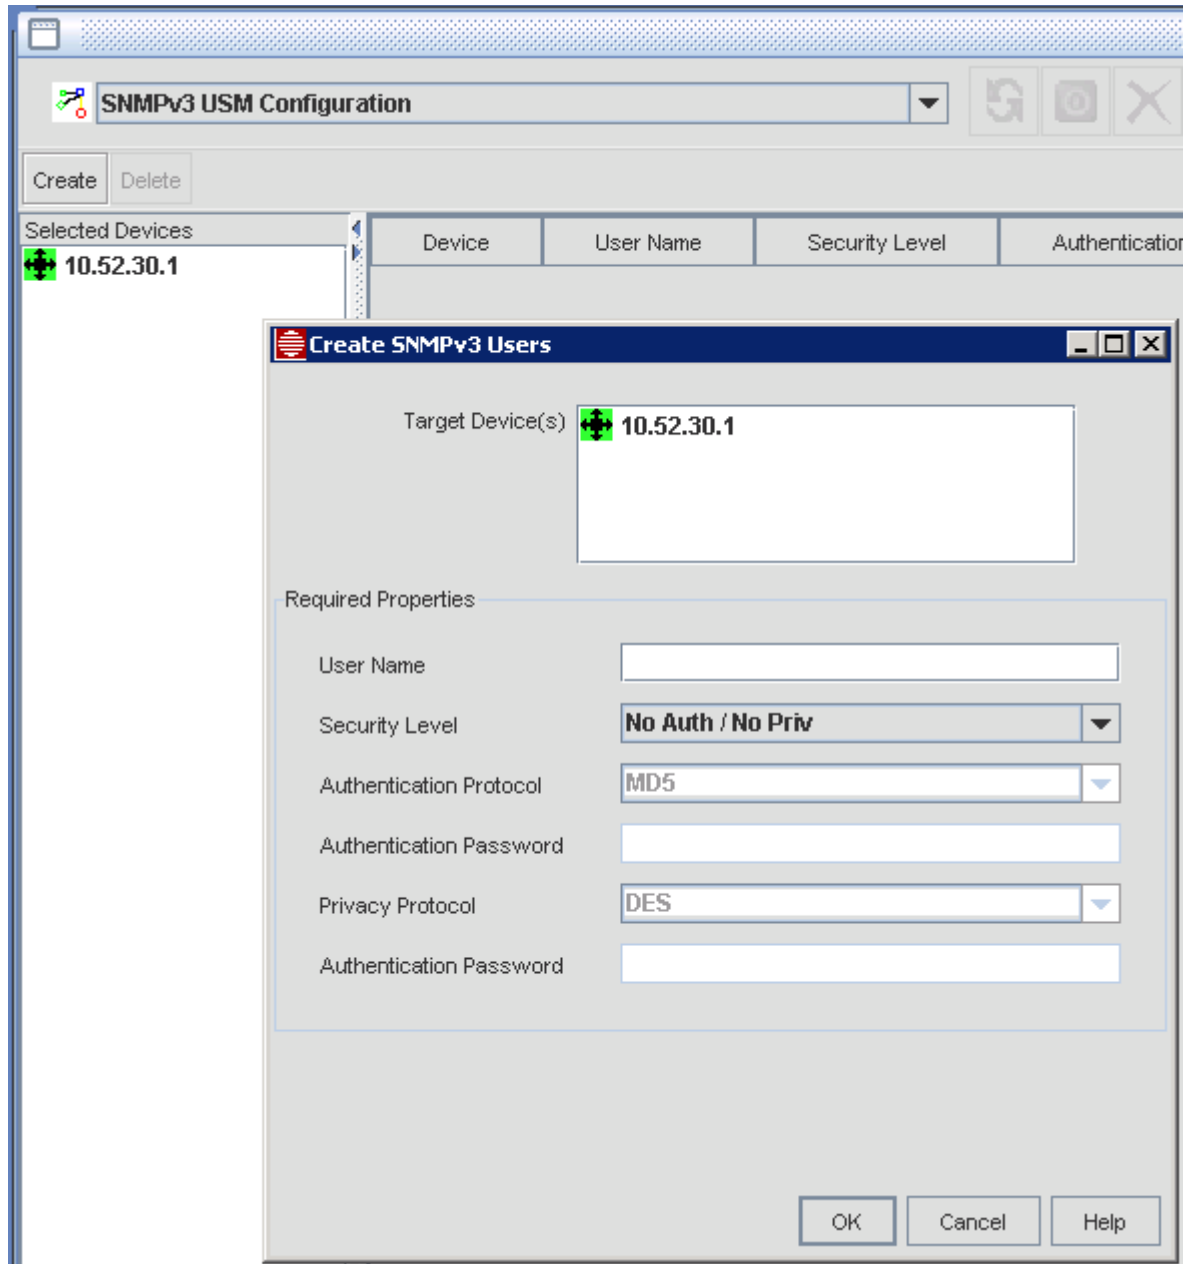 SNMPv3 USM Configuration
Create Delete
Selected Devices
10.52.30.1
Device User Name Security Level Authentication
Create SNMPv3 Users
Target Device(s) 10.52.30.1
Required Properties
User Name
Security Level No Auth / No Priv
Authentication Protocol MD5
Authentication Password
Privacy Protocol DES
Authentication Password
OK Cancel Help